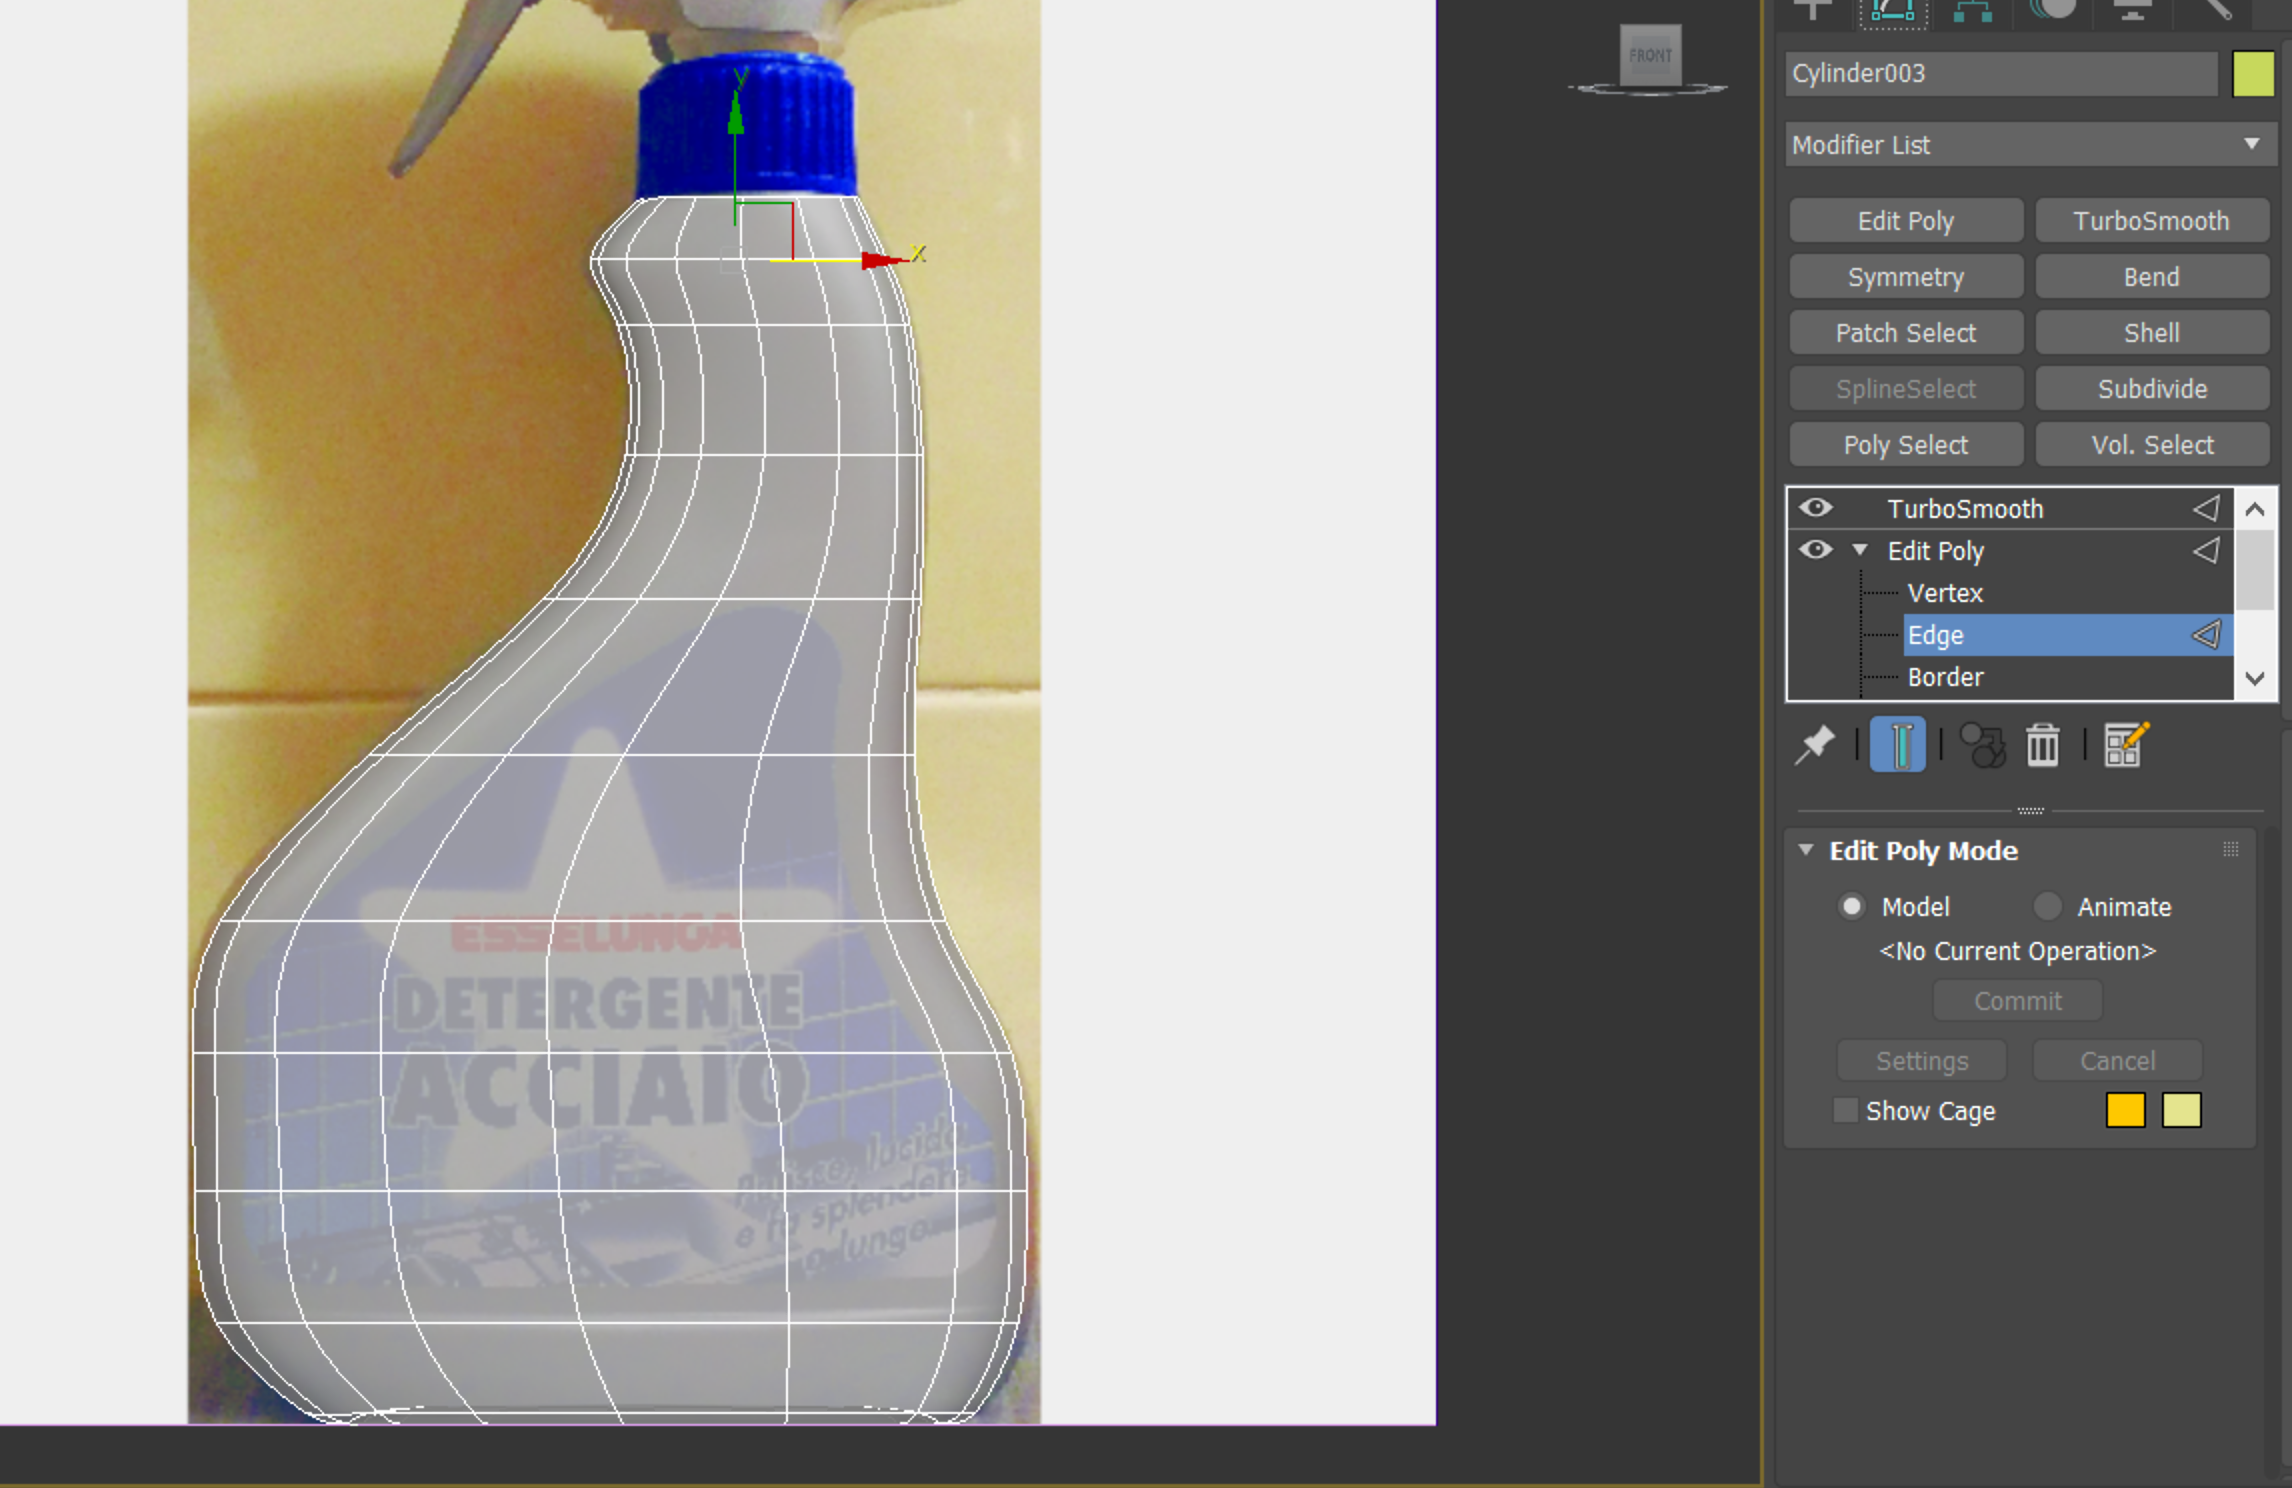 FRONT
Y
X
ESSELUNGA
DETERGENTE
ACCIAIO
Pulisce, lucida
e fa splendere
a lungo.
Cylinder003
Modifier List
Edit Poly
TurboSmooth
Symmetry
Bend
Patch Select
Shell
SplineSelect
Subdivide
Poly Select
Vol. Select
TurboSmooth
Edit Poly
Vertex
Edge
Border
Edit Poly Mode
Model
Animate
<No Current Operation>
Commit
Settings
Cancel
Show Cage